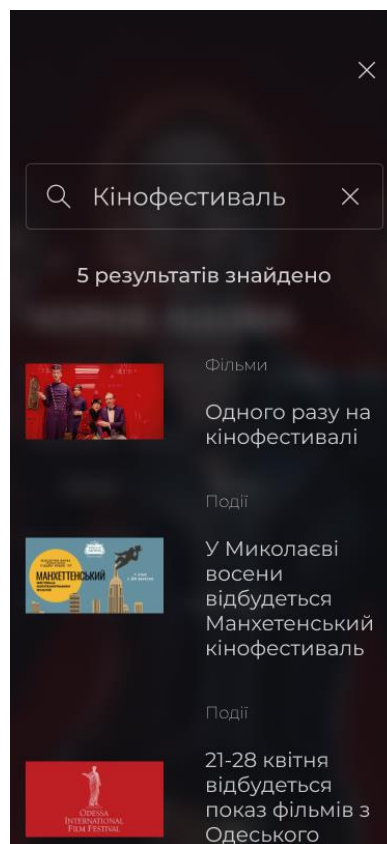 Кінофестиваль
5 результатів знайдено
Фільми
Одного разу на
кінофестивалі
Події
У Миколаєві
восени
відбудеться
Манхетенський
кінофестиваль
МАНХЕТТЕНСЬКИЙ
Події
21-28 квітня
відбудеться
показ фільмів з
Одеського
ODESSA
INTERNATIONAL
FILM FESTIVAL